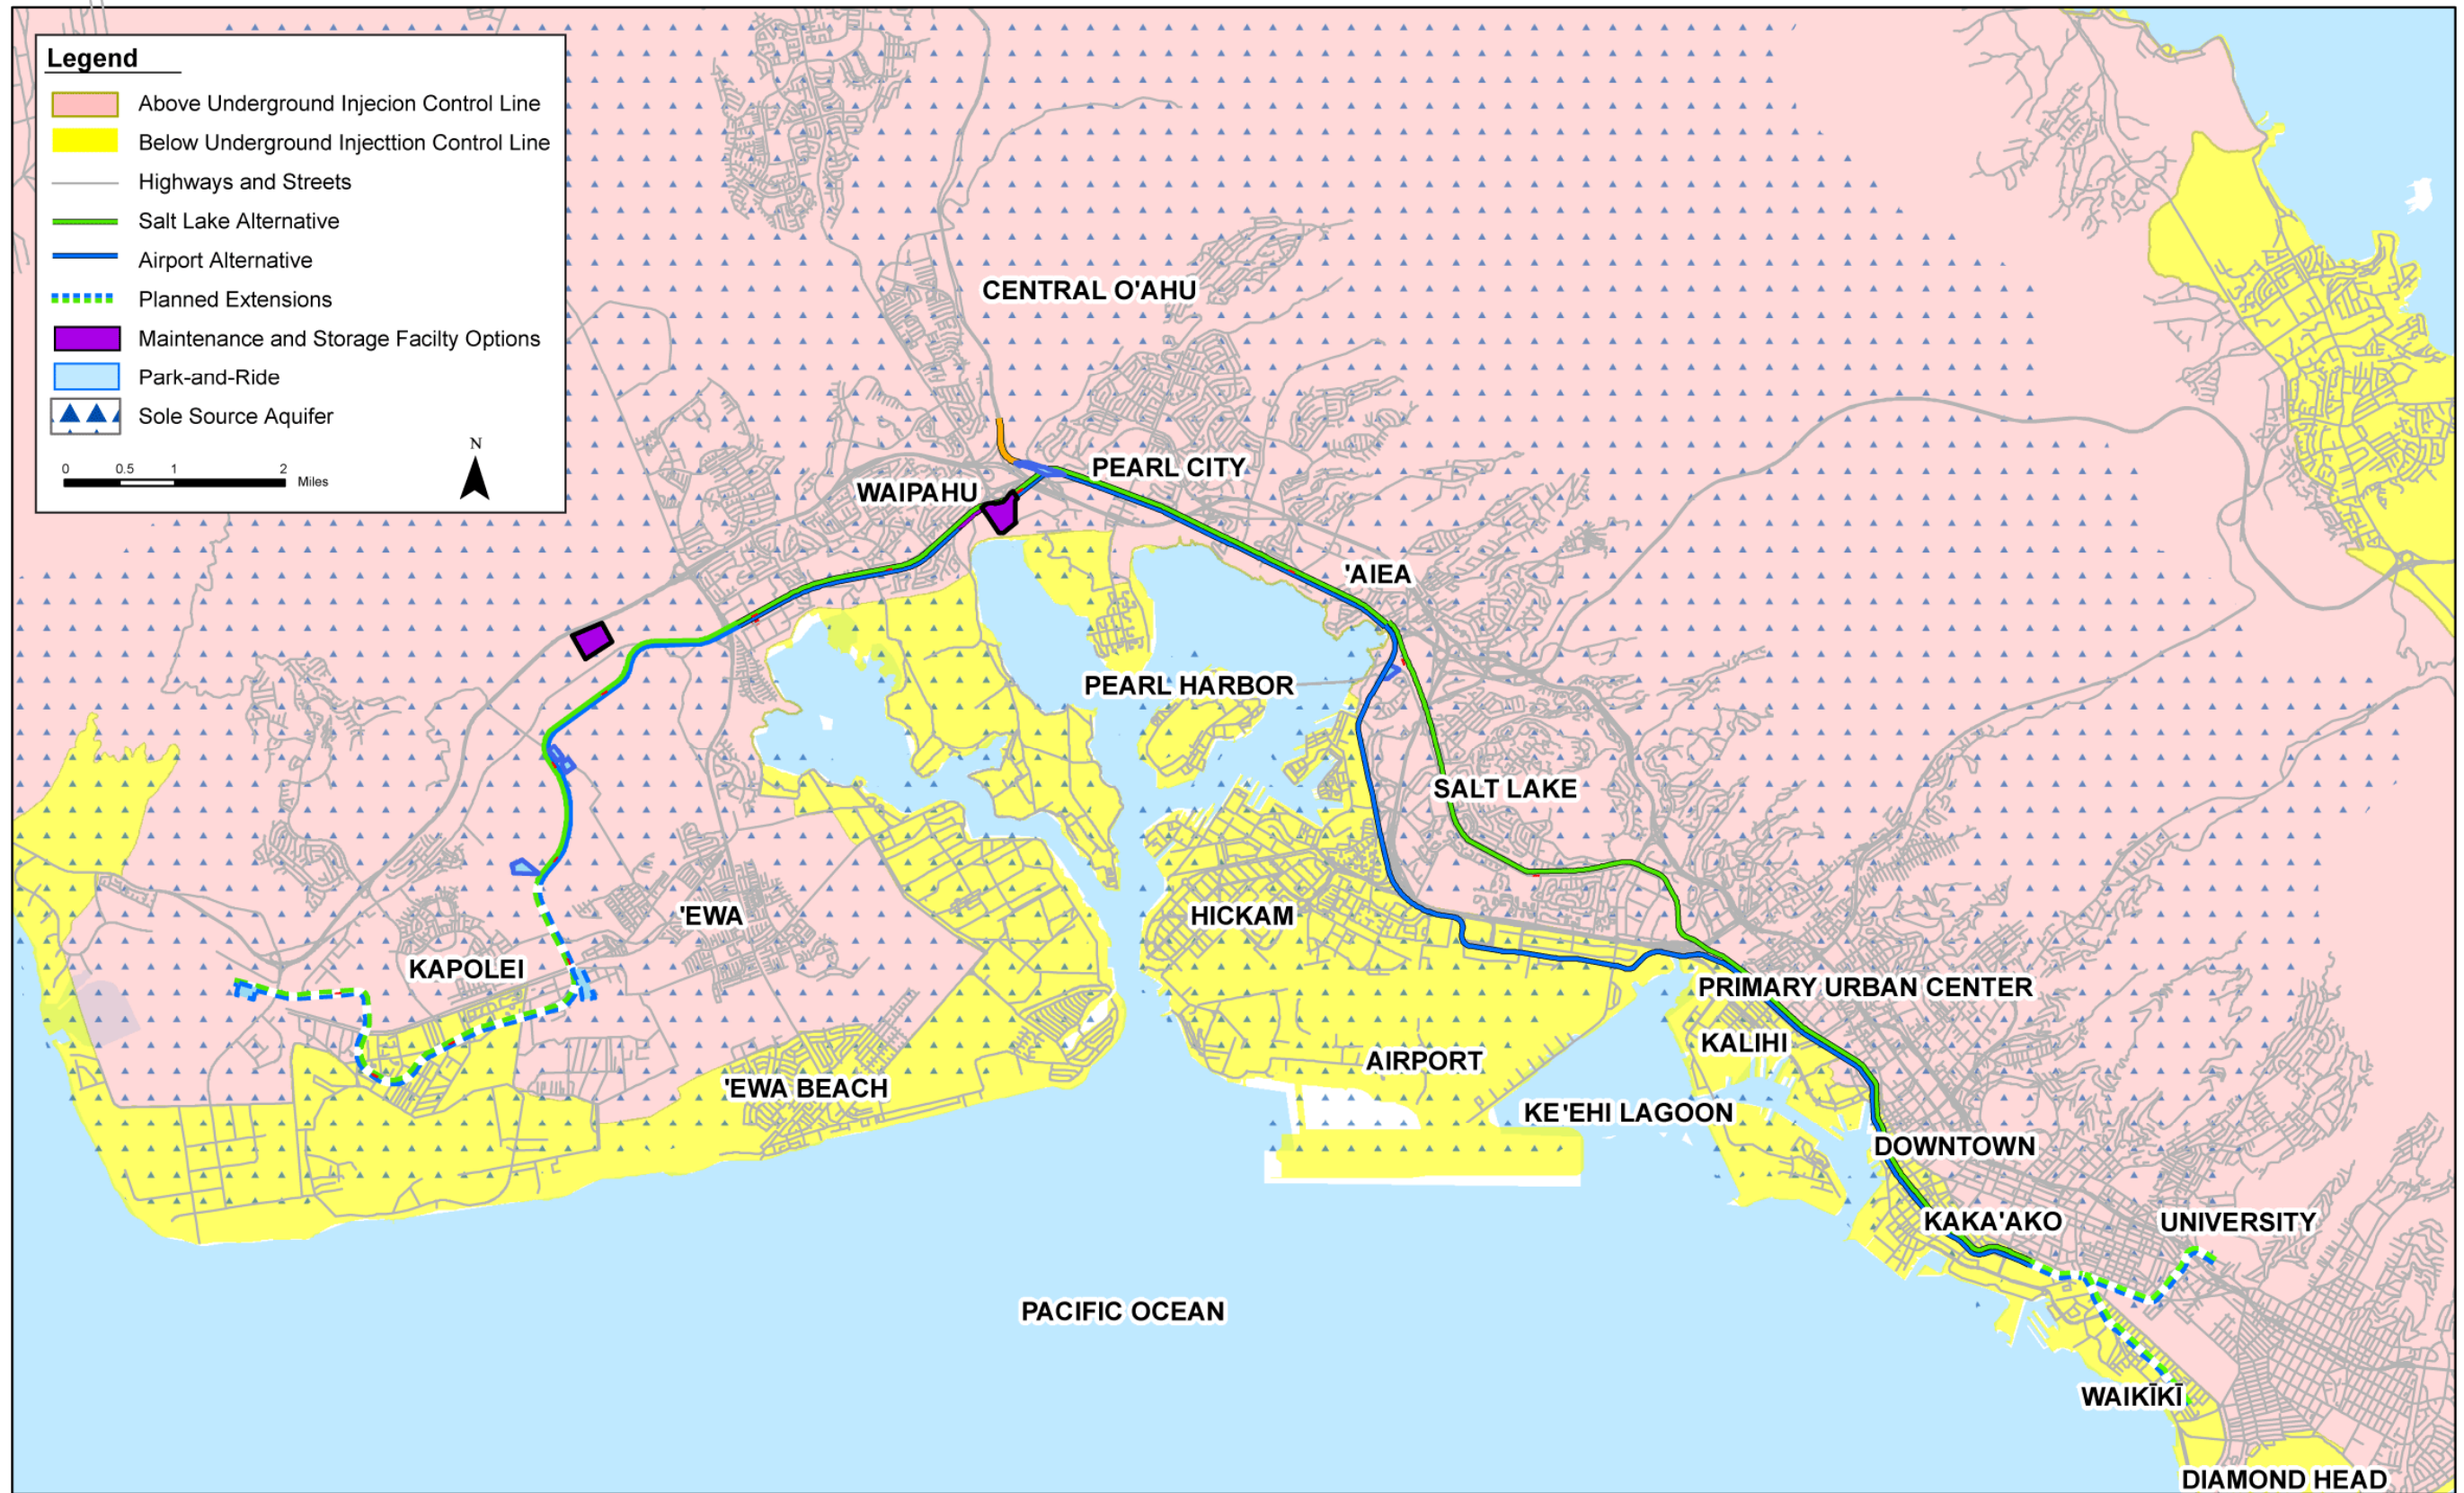 Legend
Above Underground Injecion Control Line
Below Underground Injecttion Control Line
Highways and Streets
Salt Lake Alternative
Airport Alternative
Planned Extensions
Maintenance and Storage Facilty Options
Park-and-Ride
Sole Source Aquifer
N
0 0.5 1 2
Miles
CENTRAL O'AHU
PEARL CITY
WAIPAHU
'AIEA
PEARL HARBOR
SALT LAKE
'EWA
HICKAM
KAPOLEI
PRIMARY URBAN CENTER
KALIHI
AIRPORT
'EWA BEACH
KE'EHI LAGOON
DOWNTOWN
KAKA'AKO
UNIVERSITY
PACIFIC OCEAN
WAIKĪKĪ
DIAMOND HEAD